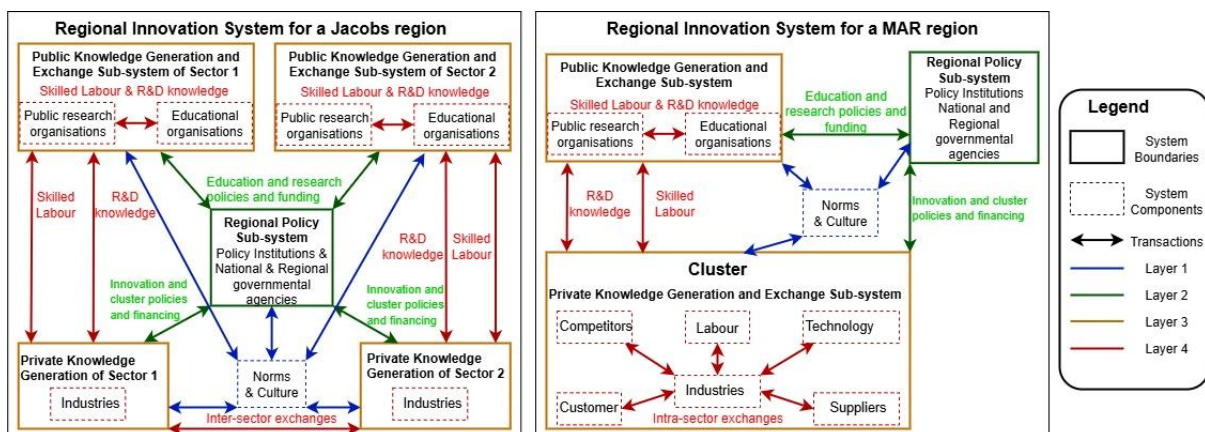 Regional Innovation System for a Jacobs region
Public Knowledge Generation and
Exchange Sub-system of Sector 1
Skilled Labour & R&D knowledge
Public research
organisations
Educational
organisations
Public Knowledge Generation and
Exchange Sub-system of Sector 2
Skilled Labour & R&D knowledge
Public research
organisations
Educational
organisations
Skilled
Labour
R&D
knowledge
Education and research
policies and funding
Regional Policy
Sub-system
Policy Institutions &
National & Regional
governmental
agencies
R&D
knowledge
Skilled
Labour
Innovation and
cluster policies
and financing
Innovation and
cluster policies
and financing
Private Knowledge
Generation of Sector 1
Industries
Norms
& Culture
Private Knowledge
Generation of Sector 2
Industries
Inter-sector exchanges
Regional Innovation System for a MAR region
Public Knowledge Generation and
Exchange Sub-system
Skilled Labour & R&D knowledge
Public research
organisations
Educational
organisations
Education and
research policies and
funding
Regional Policy
Sub-system
Policy Institutions
National and
Regional
governmental
agencies
R&D
knowledge
Skilled
Labour
Norms
& Culture
Innovation and cluster
policies and financing
Cluster
Private Knowledge Generation and Exchange Sub-system
Competitors
Labour
Technology
Industries
Customer
Suppliers
Intra-sector exchanges
Legend
System
Boundaries
System
Components
Transactions
Layer 1
Layer 2
Layer 3
Layer 4